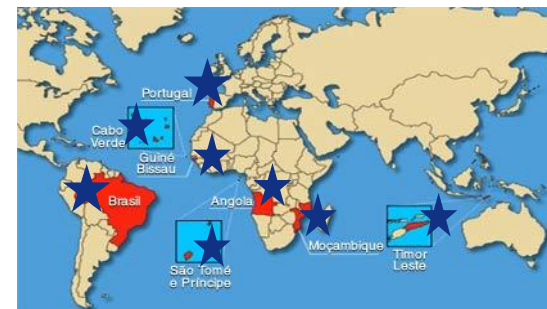 Portugal
Cabo
Verde
Guiné
Bissau
Brasil
Angola
São Tomé
e Príncipe
Moçambique
Timor
Leste